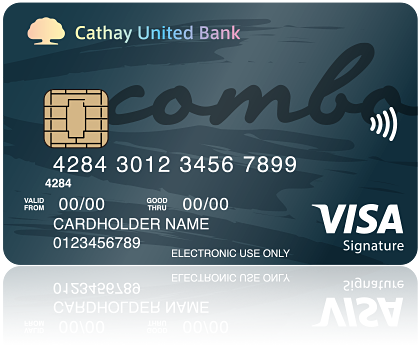 Cathay United Bank
combo
4284 3012 3456 7899
4284
VALID FROM 00/00 GOOD THRU 00/00
CARDHOLDER NAME
0123456789
ELECTRONIC USE ONLY
VISA
Signature